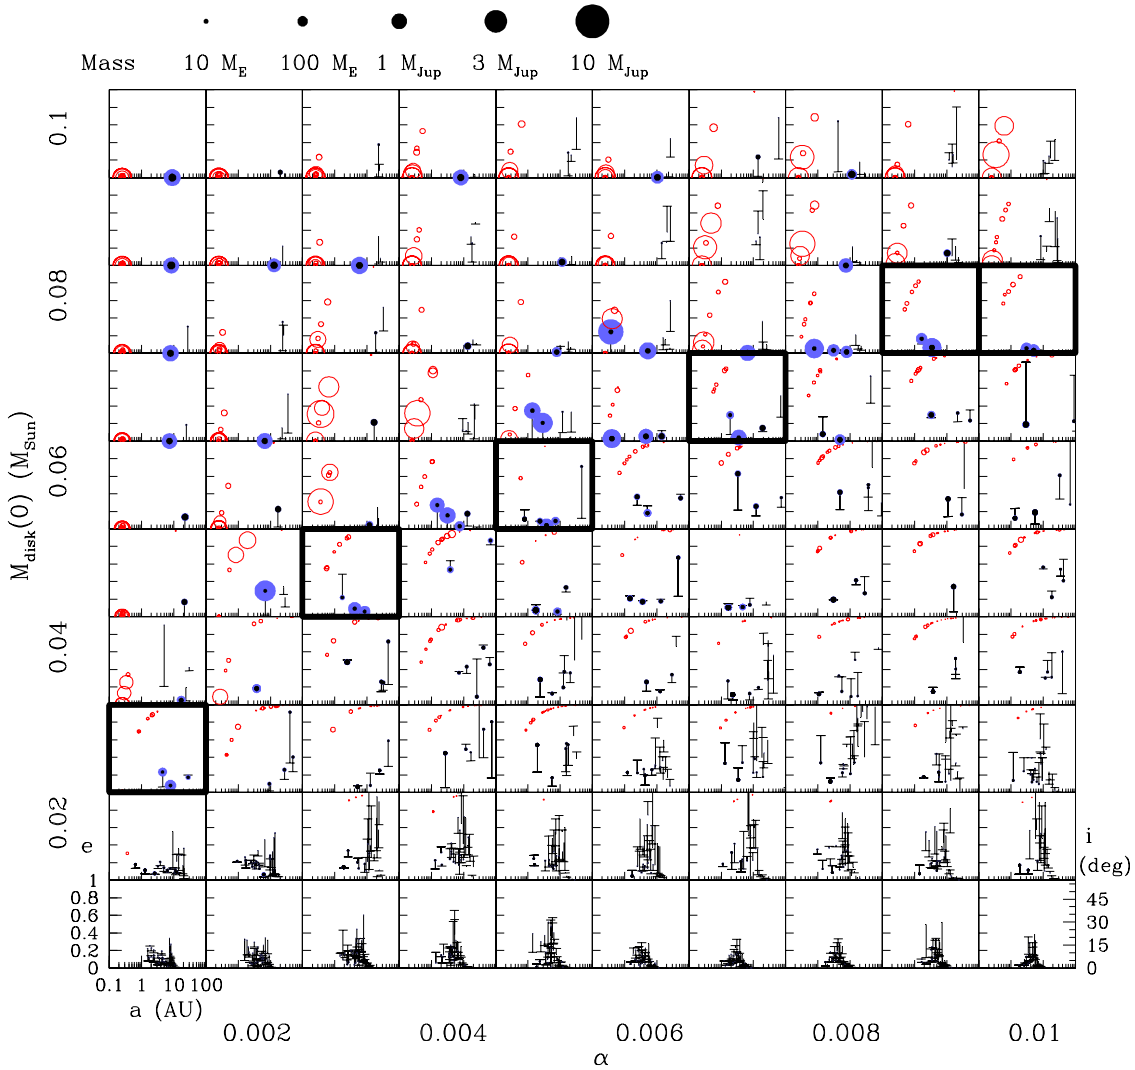 Mass 10 M_E 100 M_E 1 M_Jup 3 M_Jup 10 M_Jup
0.1
0.08
0.06
0.04
0.02
M_disk(0) (M_Sun)
e
i
(deg)
1
0.8
0.6
0.4
0.2
0
45
30
15
0
0.1 1 10 100
a (AU)
0.002 0.004 0.006 0.008 0.01
α